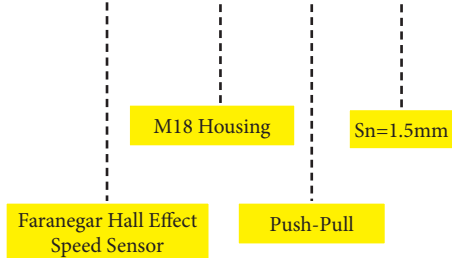 M18 Housing
Sn=1.5mm
Faranegar Hall Effect
Speed Sensor
Push-Pull